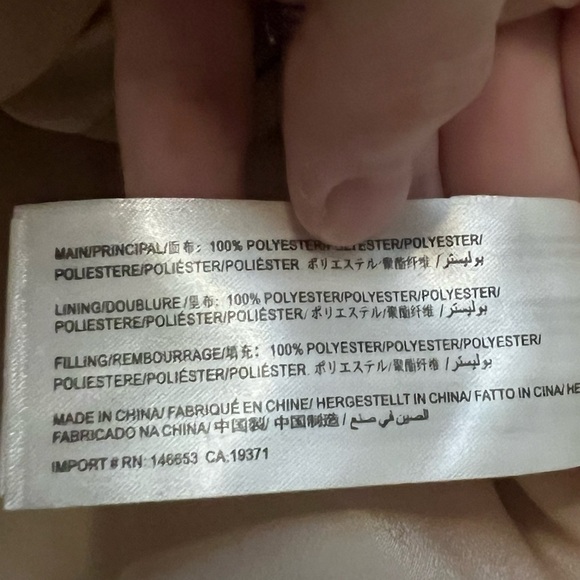 MAIN/PRINCIPAL/面布: 100% POLYESTER/POLYESTER/POLYESTER/
POLIESTERE/POLIÉSTER/POLIÉSTER ポリエステル/聚酯纤维 / بوليستر
LINING/DOUBLURE/里布: 100% POLYESTER/POLYESTER/POLYESTER/
POLIESTERE/POLIÉSTER/POLIÉSTER/ ポリエステル/聚酯纤维 / بوليستر
FILLING/REMBOURRAGE/填充: 100% POLYESTER/POLYESTER/POLYESTER/
POLIESTERE/POLIÉSTER/POLIÉSTER. ポリエステル/聚酯纤维 / بوليستر
MADE IN CHINA/ FABRIQUÉ EN CHINE/ HERGESTELLT IN CHINA/ FATTO IN CINA/ HE
FABRICADO NA CHINA/ 中国製/ 中国制造 / الصين في صنع
IMPORT # RN: 146653 CA:19371